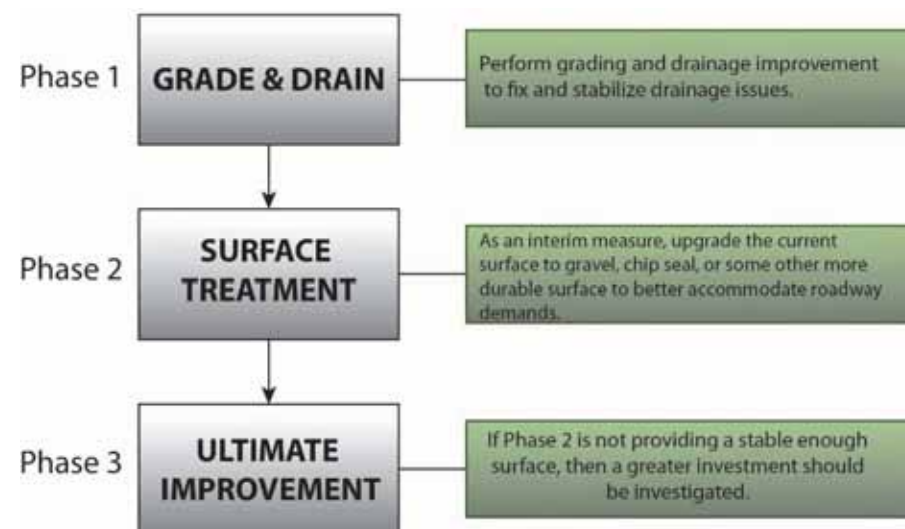 Phase 1
GRADE & DRAIN
Perform grading and drainage improvement
to fix and stabilize drainage issues.
Phase 2
SURFACE
TREATMENT
As an interim measure, upgrade the current
surface to gravel, chip seal, or some other more
durable surface to better accommodate roadway
demands.
Phase 3
ULTIMATE
IMPROVEMENT
If Phase 2 is not providing a stable enough
surface, then a greater investment should
be investigated.